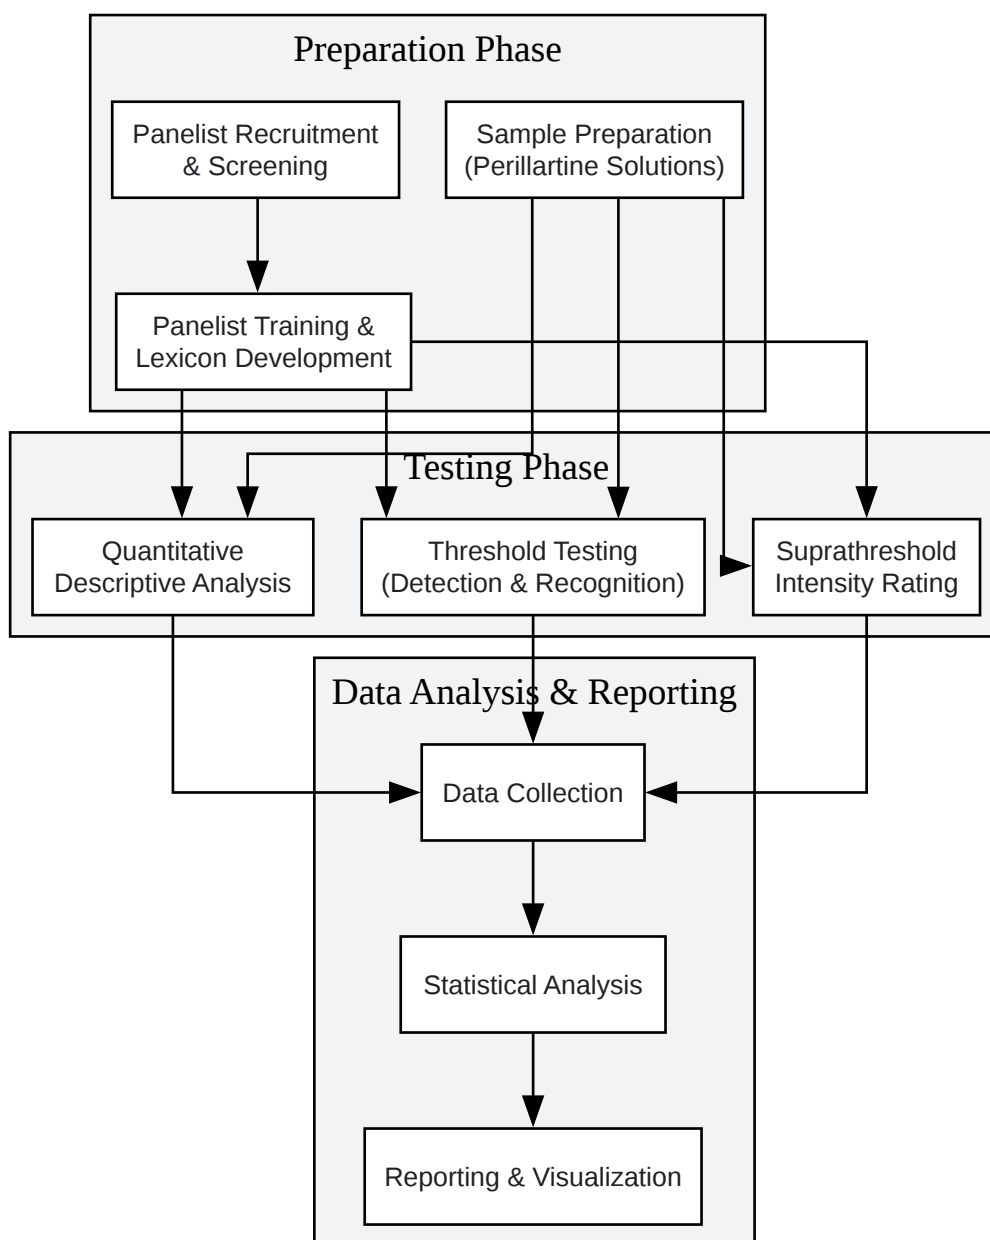 Preparation Phase
Panelist Recruitment
& Screening
Sample Preparation
(Perillartine Solutions)
Panelist Training &
Lexicon Development
Testing Phase
Quantitative
Descriptive Analysis
Threshold Testing
(Detection & Recognition)
Suprathreshold
Intensity Rating
Data Analysis & Reporting
Data Collection
Statistical Analysis
Reporting & Visualization